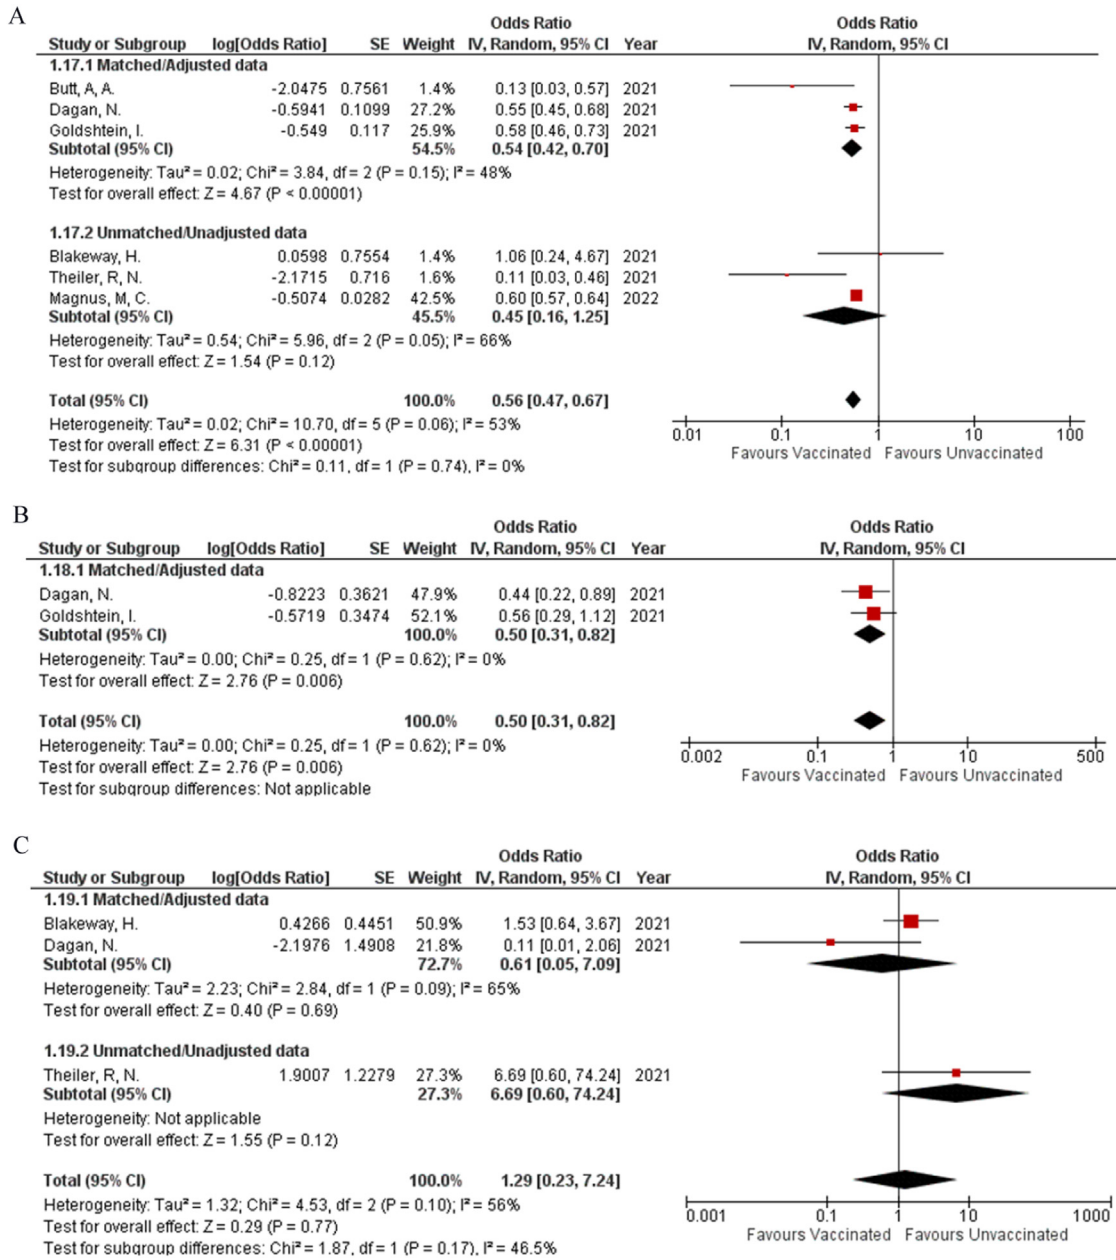 A
Odds Ratio Odds Ratio
Study or Subgroup log[Odds Ratio] SE Weight IV, Random, 95% CI Year IV, Random, 95% CI
1.17.1 Matched/Adjusted data
Butt, A, A. -2.0475 0.7561 1.4% 0.13 [0.03, 0.57] 2021
Dagan, N. -0.5941 0.1099 27.2% 0.55 [0.45, 0.68] 2021
Goldshtein, I. -0.549 0.117 25.9% 0.58 [0.46, 0.73] 2021
Subtotal (95% CI) 54.5% 0.54 [0.42, 0.70]
Heterogeneity: Tau² = 0.02; Chi² = 3.84, df = 2 (P = 0.15); I² = 48%
Test for overall effect: Z = 4.67 (P < 0.00001)
1.17.2 Unmatched/Unadjusted data
Blakeway, H. 0.0598 0.7554 1.4% 1.06 [0.24, 4.67] 2021
Theiler, R, N. -2.1715 0.716 1.6% 0.11 [0.03, 0.46] 2021
Magnus, M, C. -0.5074 0.0282 42.5% 0.60 [0.57, 0.64] 2022
Subtotal (95% CI) 45.5% 0.45 [0.16, 1.25]
Heterogeneity: Tau² = 0.54; Chi² = 5.96, df = 2 (P = 0.05); I² = 66%
Test for overall effect: Z = 1.54 (P = 0.12)
Total (95% CI) 100.0% 0.56 [0.47, 0.67]
Heterogeneity: Tau² = 0.02; Chi² = 10.70, df = 5 (P = 0.06); I² = 53%
Test for overall effect: Z = 6.31 (P < 0.00001)
Test for subgroup differences: Chi² = 0.11, df = 1 (P = 0.74), I² = 0%
0.01 0.1 1 10 100
Favours Vaccinated Favours Unvaccinated
B
Odds Ratio Odds Ratio
Study or Subgroup log[Odds Ratio] SE Weight IV, Random, 95% CI Year IV, Random, 95% CI
1.18.1 Matched/Adjusted data
Dagan, N. -0.8223 0.3621 47.9% 0.44 [0.22, 0.89] 2021
Goldshtein, I. -0.5719 0.3474 52.1% 0.56 [0.29, 1.12] 2021
Subtotal (95% CI) 100.0% 0.50 [0.31, 0.82]
Heterogeneity: Tau² = 0.00; Chi² = 0.25, df = 1 (P = 0.62); I² = 0%
Test for overall effect: Z = 2.76 (P = 0.006)
Total (95% CI) 100.0% 0.50 [0.31, 0.82]
Heterogeneity: Tau² = 0.00; Chi² = 0.25, df = 1 (P = 0.62); I² = 0%
Test for overall effect: Z = 2.76 (P = 0.006)
Test for subgroup differences: Not applicable
0.002 0.1 1 10 500
Favours Vaccinated Favours Unvaccinated
C
Odds Ratio Odds Ratio
Study or Subgroup log[Odds Ratio] SE Weight IV, Random, 95% CI Year IV, Random, 95% CI
1.19.1 Matched/Adjusted data
Blakeway, H. 0.4266 0.4451 50.9% 1.53 [0.64, 3.67] 2021
Dagan, N. -2.1976 1.4908 21.8% 0.11 [0.01, 2.06] 2021
Subtotal (95% CI) 72.7% 0.61 [0.05, 7.09]
Heterogeneity: Tau² = 2.23; Chi² = 2.84, df = 1 (P = 0.09); I² = 65%
Test for overall effect: Z = 0.40 (P = 0.69)
1.19.2 Unmatched/Unadjusted data
Theiler, R, N. 1.9007 1.2279 27.3% 6.69 [0.60, 74.24] 2021
Subtotal (95% CI) 27.3% 6.69 [0.60, 74.24]
Heterogeneity: Not applicable
Test for overall effect: Z = 1.55 (P = 0.12)
Total (95% CI) 100.0% 1.29 [0.23, 7.24]
Heterogeneity: Tau² = 1.32; Chi² = 4.53, df = 2 (P = 0.10); I² = 56%
Test for overall effect: Z = 0.29 (P = 0.77)
Test for subgroup differences: Chi² = 1.87, df = 1 (P = 0.17), I² = 46.5%
0.001 0.1 1 10 1000
Favours Vaccinated Favours Unvaccinated